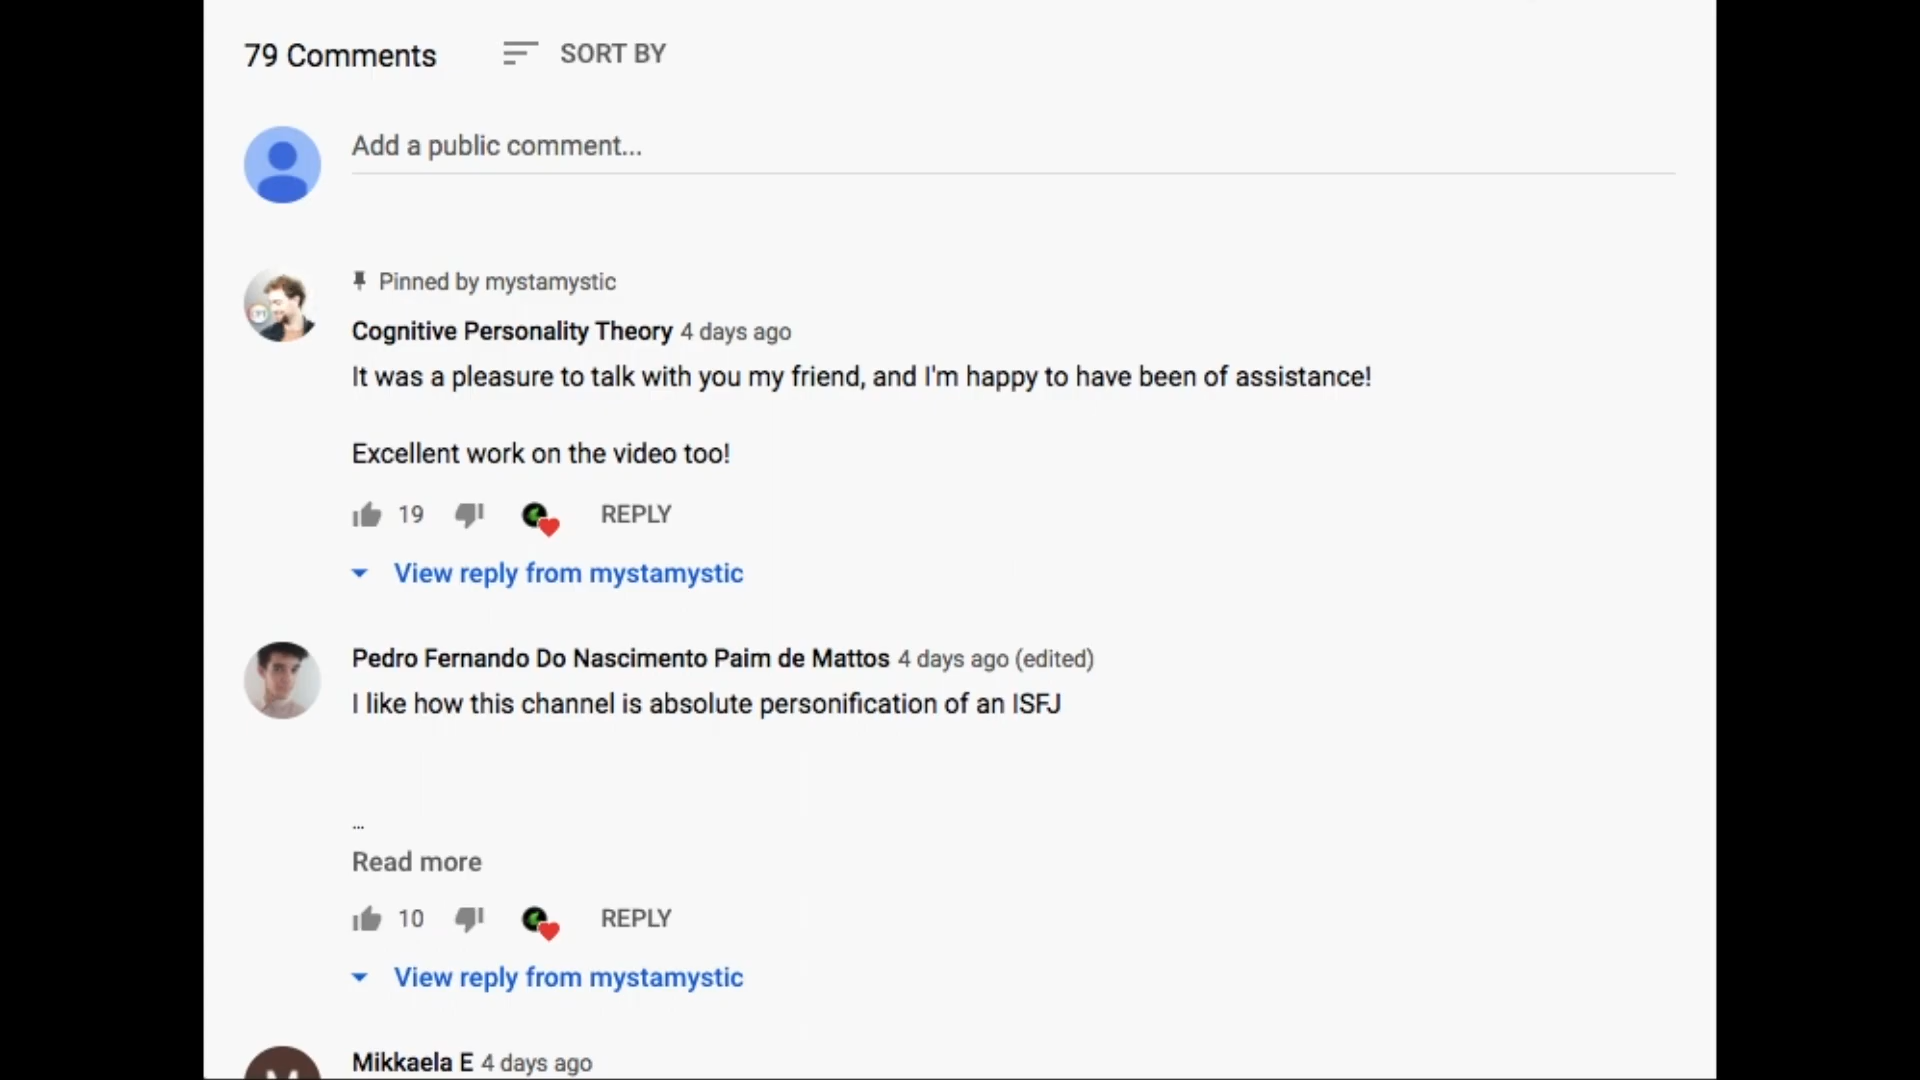 79 Comments
SORT BY
Add a public comment...
Pinned by mystamystic
Cognitive Personality Theory 4 days ago
It was a pleasure to talk with you my friend, and I'm happy to have been of assistance!
Excellent work on the video too!
19 REPLY
View reply from mystamystic
Pedro Fernando Do Nascimento Paim de Mattos 4 days ago (edited)
I like how this channel is absolute personification of an ISFJ
...
Read more
10 REPLY
View reply from mystamystic
Mikkaela E 4 days ago